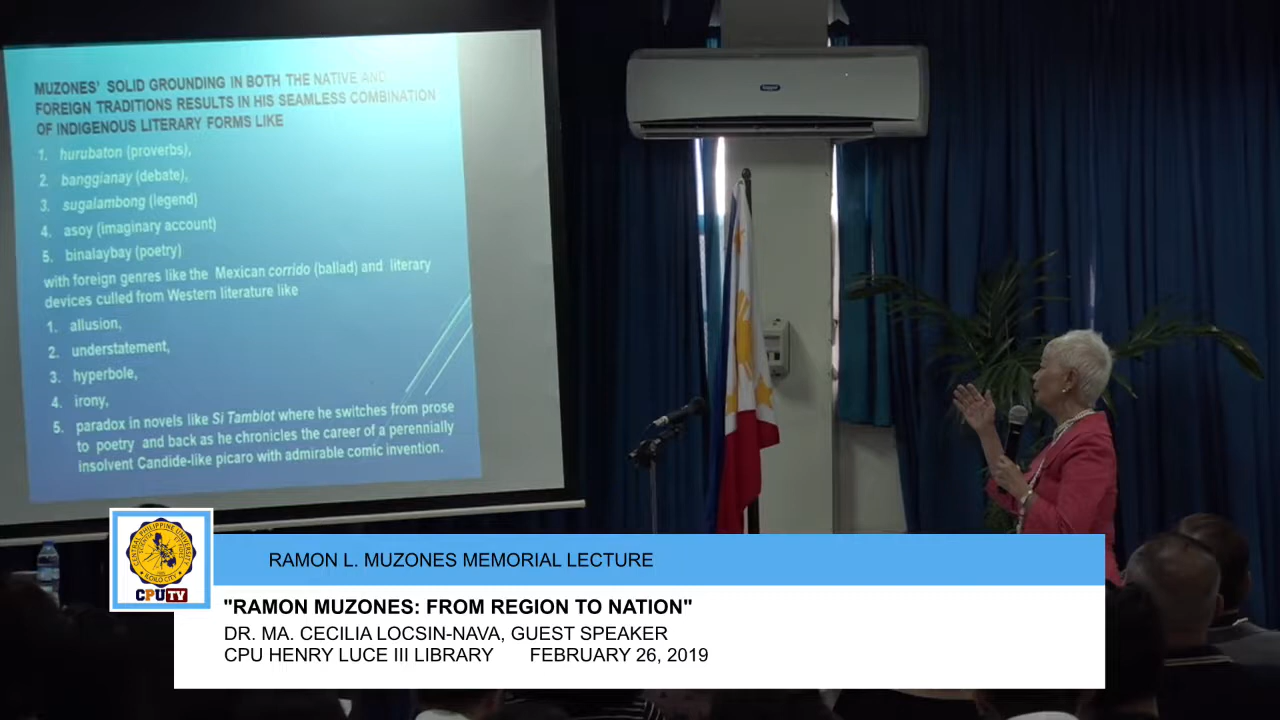 MUZONES' SOLID GROUNDING IN BOTH THE NATIVE AND
FOREIGN TRADITIONS RESULTS IN HIS SEAMLESS COMBINATION
OF INDIGENOUS LITERARY FORMS LIKE
1. hurubaton (proverbs),
2. banggianay (debate),
3. sugalambong (legend)
4. asoy (imaginary account)
5. binalaybay (poetry)
with foreign genres like the Mexican corrido (ballad) and literary
devices culled from Western literature like
1. allusion,
2. understatement,
3. hyperbole,
4. irony,
5. paradox in novels like Si Tamblot where he switches from prose
to poetry and back as he chronicles the career of a perennially
insolvent Candide-like picaro with admirable comic invention.
CENTRAL PHILIPPINE UNIVERSITY
ILOILO CITY
CPUTV
RAMON L. MUZONES MEMORIAL LECTURE
"RAMON MUZONES: FROM REGION TO NATION"
DR. MA. CECILIA LOCSIN-NAVA, GUEST SPEAKER
CPU HENRY LUCE III LIBRARY FEBRUARY 26, 2019